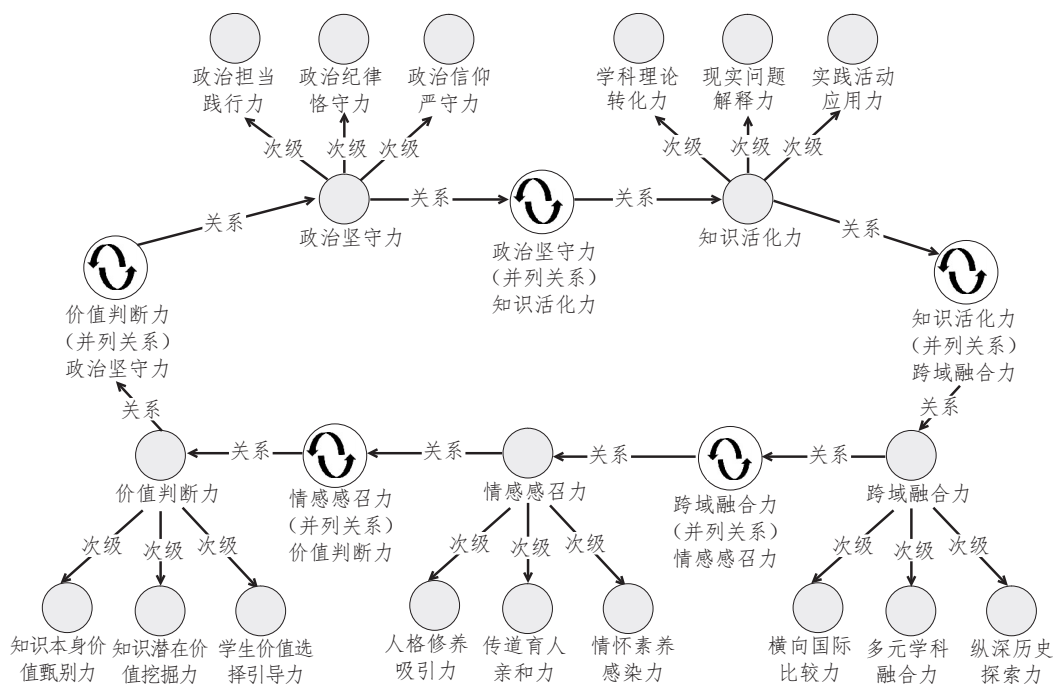 政治担当
践行力
政治纪律
恪守力
政治信仰
严守力
学科理论
转化力
现实问题
解释力
实践活动
应用力
次级
次级
次级
次级
次级
次级
关系
政治坚守力
关系
政治坚守力
（并列关系）
知识活化力
关系
知识活化力
关系
价值判断力
（并列关系）
政治坚守力
知识活化力
（并列关系）
跨域融合力
关系
关系
价值判断力
关系
情感感召力
（并列关系）
价值判断力
关系
情感感召力
关系
跨域融合力
（并列关系）
情感感召力
关系
跨域融合力
次级
次级
次级
次级
次级
次级
次级
次级
次级
知识本身价
值甄别力
知识潜在价
值挖掘力
学生价值选
择引导力
人格修养
吸引力
传道育人
亲和力
情怀素养
感染力
横向国际
比较力
多元学科
融合力
纵深历史
探索力